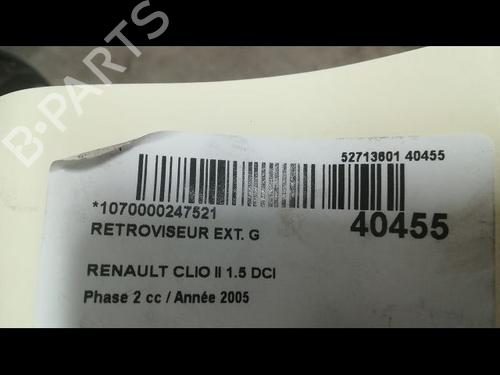 B-PARTS
52713601 40455
*1070000247521
40455
RETROVISEUR EXT. G
RENAULT CLIO II 1.5 DCI
Phase 2 cc / Année 2005